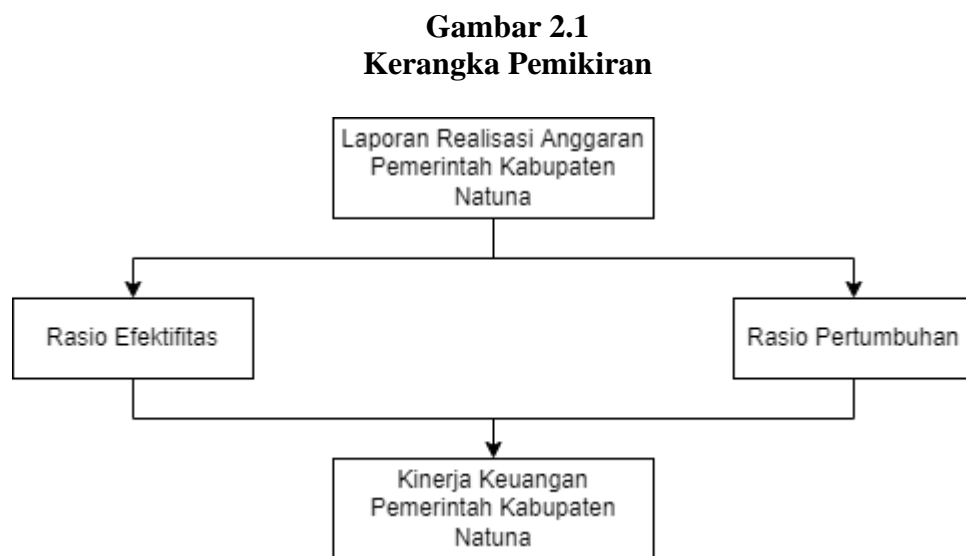 Gambar 2.1
Kerangka Pemikiran
Laporan Realisasi Anggaran
Pemerintah Kabupaten
Natuna
Rasio Efektifitas
Rasio Pertumbuhan
Kinerja Keuangan
Pemerintah Kabupaten
Natuna